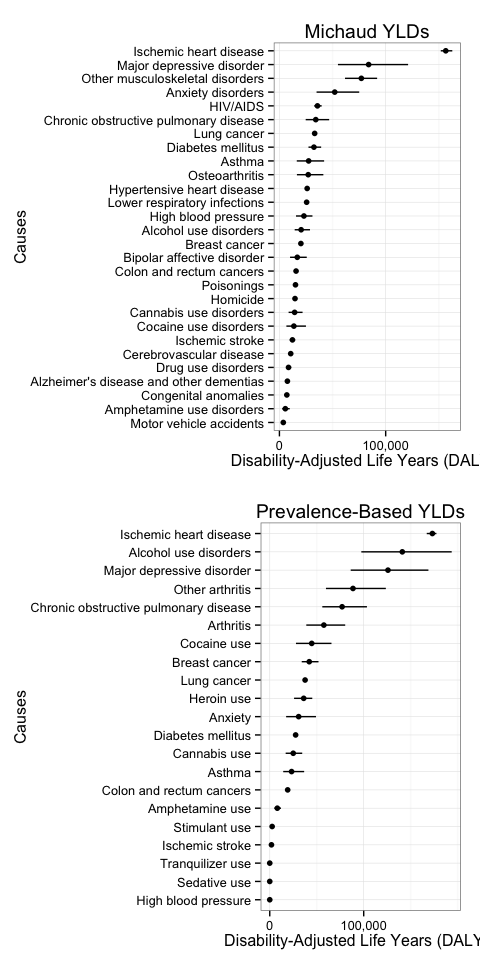 Michaud YLDs
Causes
Ischemic heart disease
Major depressive disorder
Other musculoskeletal disorders
Anxiety disorders
HIV/AIDS
Chronic obstructive pulmonary disease
Lung cancer
Diabetes mellitus
Asthma
Osteoarthritis
Hypertensive heart disease
Lower respiratory infections
High blood pressure
Alcohol use disorders
Breast cancer
Bipolar affective disorder
Colon and rectum cancers
Poisonings
Homicide
Cannabis use disorders
Cocaine use disorders
Ischemic stroke
Cerebrovascular disease
Drug use disorders
Alzheimer's disease and other dementias
Congenital anomalies
Amphetamine use disorders
Motor vehicle accidents
0 100,000
Disability-Adjusted Life Years (DAL
Prevalence-Based YLDs
Causes
Ischemic heart disease
Alcohol use disorders
Major depressive disorder
Other arthritis
Chronic obstructive pulmonary disease
Arthritis
Cocaine use
Breast cancer
Lung cancer
Heroin use
Anxiety
Diabetes mellitus
Cannabis use
Asthma
Colon and rectum cancers
Amphetamine use
Stimulant use
Ischemic stroke
Tranquilizer use
Sedative use
High blood pressure
0 100,000
Disability-Adjusted Life Years (DALY